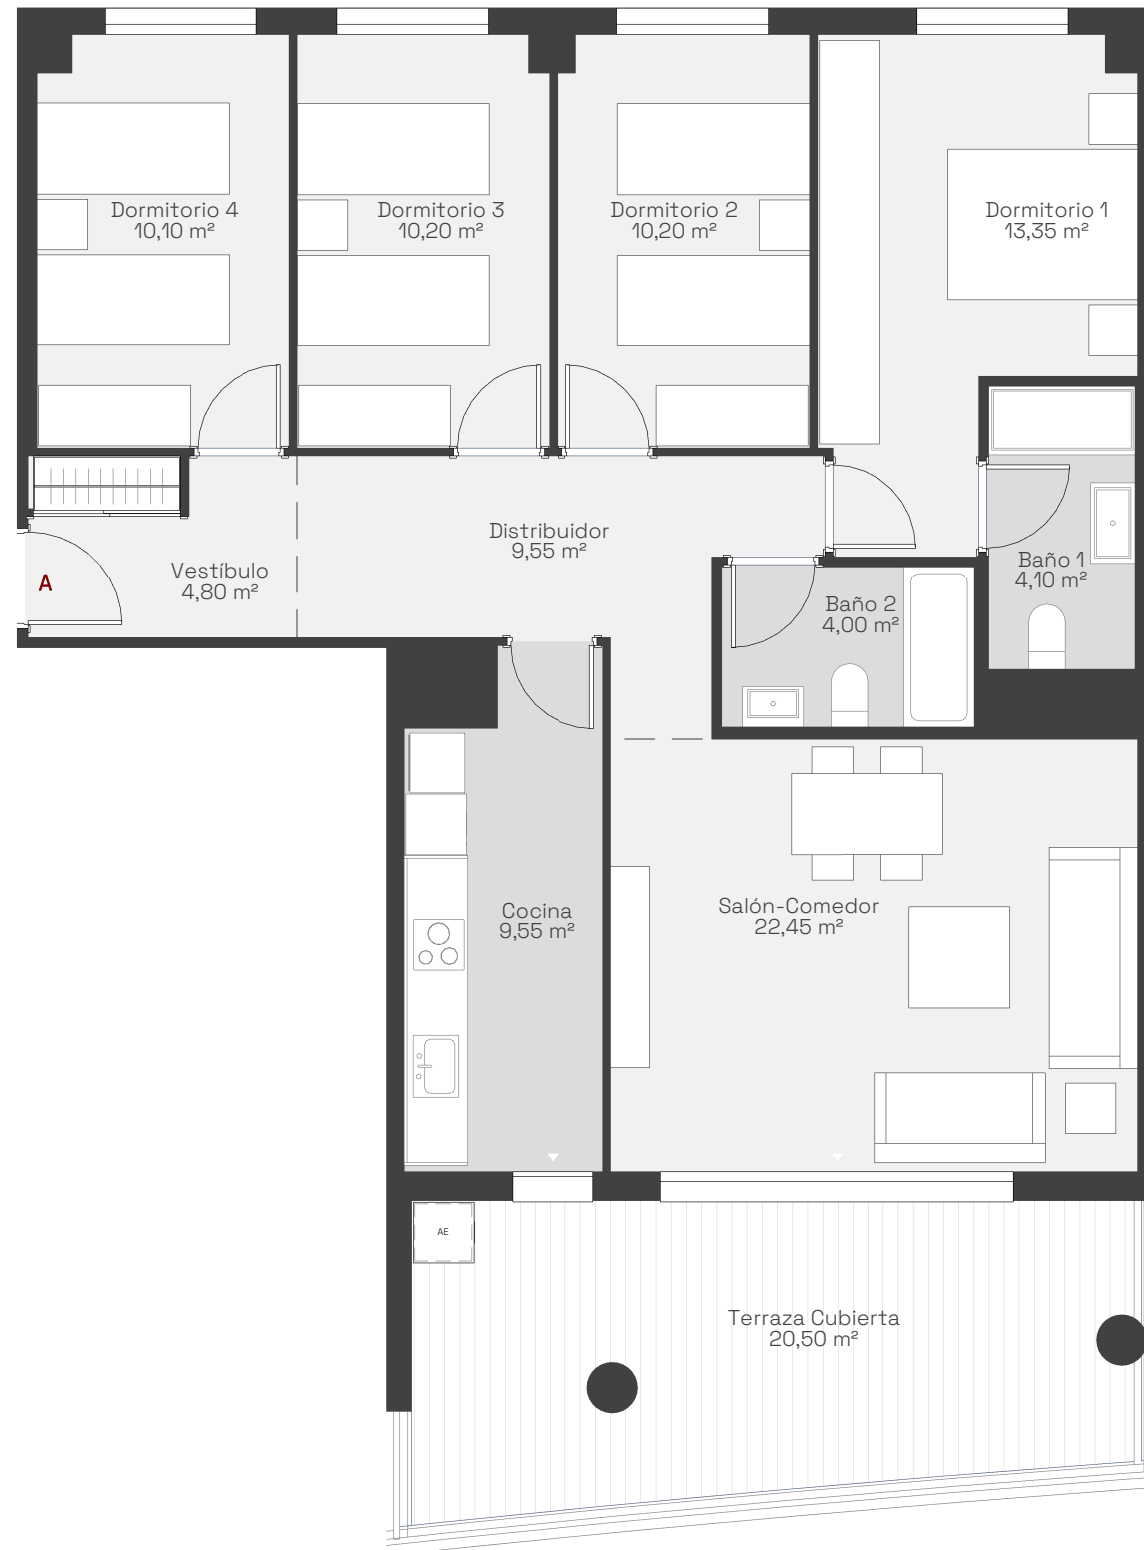 Dormitorio 4
10,10 m²
Dormitorio 3
10,20 m²
Dormitorio 2
10,20 m²
Dormitorio 1
13,35 m²
Distribuidor
9,55 m²
Vestíbulo
4,80 m²
A
Baño 1
4,10 m²
Baño 2
4,00 m²
Cocina
9,55 m²
Salón-Comedor
22,45 m²
AE
Terraza Cubierta
20,50 m²